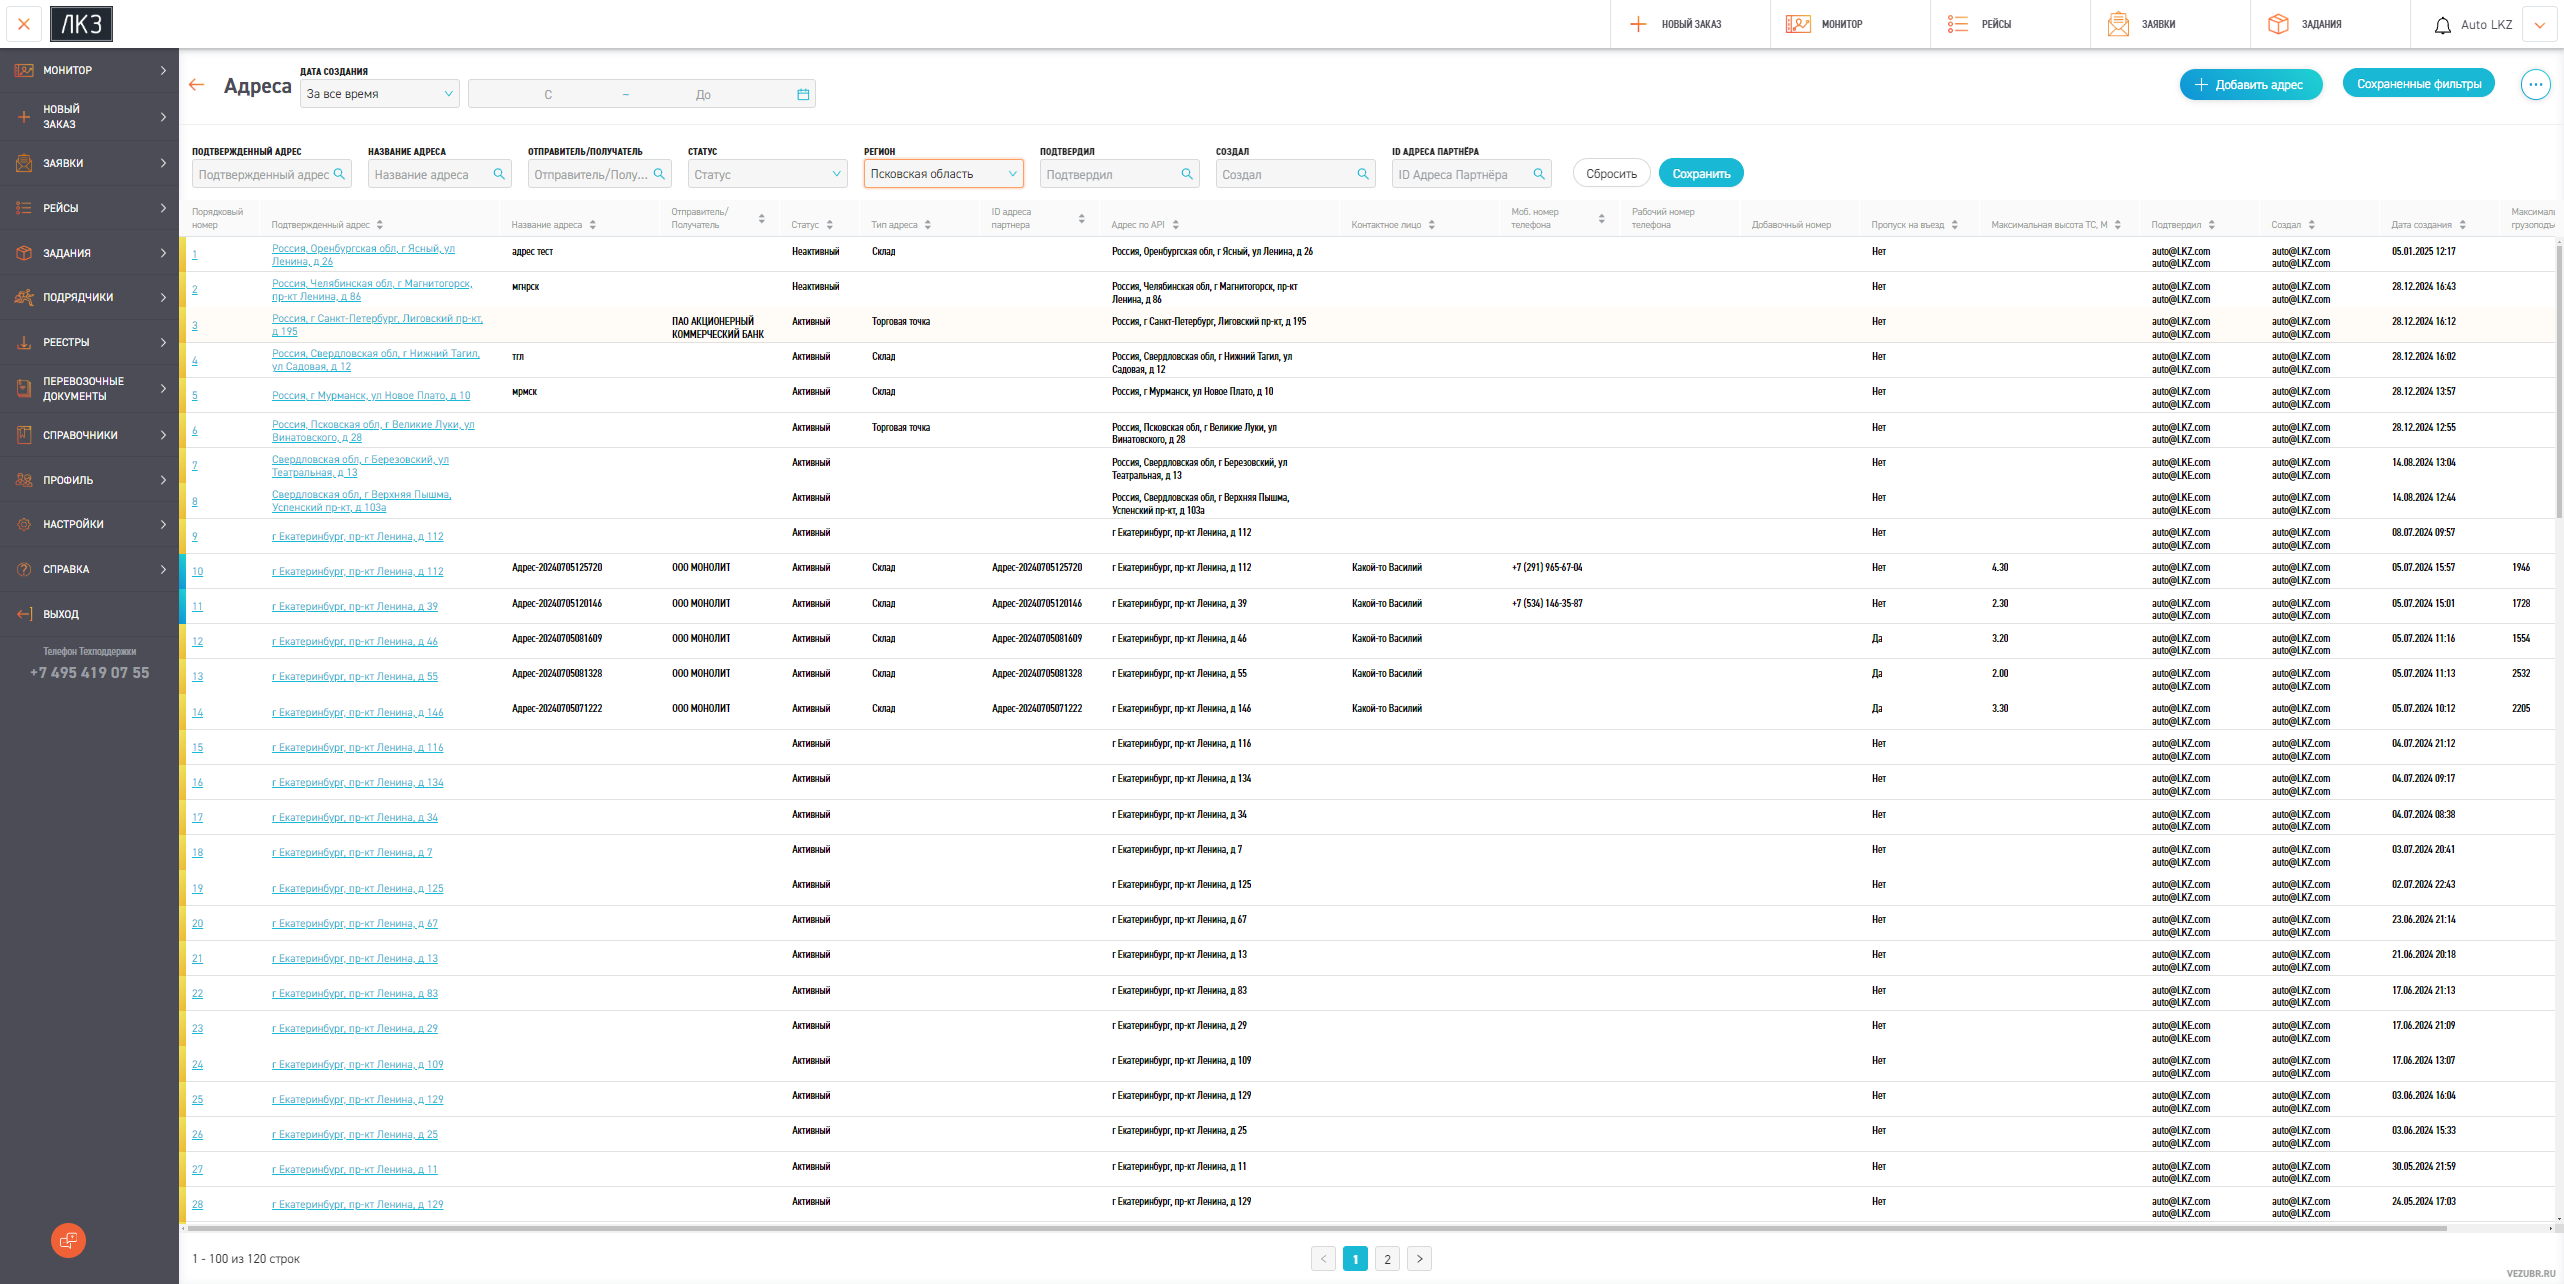 ЛКЗ
НОВЫЙ ЗАКАЗ
МОНИТОР
РЕЙСЫ
ЗАЯВКИ
ЗАДАНИЯ
Auto LKZ
МОНИТОР
НОВЫЙ
ЗАКАЗ
ЗАЯВКИ
РЕЙСЫ
ЗАДАНИЯ
ПОДРЯДЧИКИ
РЕЕСТРЫ
ПЕРЕВОЗОЧНЫЕ
ДОКУМЕНТЫ
СПРАВОЧНИКИ
ПРОФИЛЬ
НАСТРОЙКИ
СПРАВКА
ВЫХОД
Телефон Техподдержки
+7 495 419 07 55
Адреса
ДАТА СОЗДАНИЯ
За все время
С ~ До
Добавить адрес
Сохраненные фильтры
ПОДТВЕРЖДЕННЫЙ АДРЕС НАЗВАНИЕ АДРЕСА ОТПРАВИТЕЛЬ/ПОЛУЧАТЕЛЬ СТАТУС РЕГИОН ПОДТВЕРДИЛ СОЗДАЛ ID АДРЕСА ПАРТНЁРА
Подтвержденный адрес Название адреса Отправитель/Полу... Статус Псковская область Подтвердил Создал ID Адреса Партнёра Сбросить Сохранить
Порядковый номер Подтвержденный адрес Название адреса Отправитель/Получатель Статус Тип адреса ID адреса партнера Адрес по API Контактное лицо Моб. номер телефона Рабочий номер телефона Добавочный номер Пропуск на въезд Максимальная высота ТС, М Подтвердил Создал Дата создания
1 Россия, Оренбургская обл, г Ясный, ул Ленина, д 26 адрес тест Неактивный Склад Россия, Оренбургская обл, г Ясный, ул Ленина, д 26 Нет auto@LKZ.com auto@LKZ.com 05.01.2025 12:17
auto@LKZ.com auto@LKZ.com
2 Россия, Челябинская обл, г Магнитогорск, пр-кт Ленина, д 86 мгнрск Неактивный Россия, Челябинская обл, г Магнитогорск, пр-кт Ленина, д 86 Нет auto@LKZ.com auto@LKZ.com 28.12.2024 16:43
auto@LKZ.com auto@LKZ.com
3 Россия, г Санкт-Петербург, Лиговский пр-кт, д 195 ПАО АКЦИОНЕРНЫЙ КОММЕРЧЕСКИЙ БАНК Активный Торговая точка Россия, г Санкт-Петербург, Лиговский пр-кт, д 195 Нет auto@LKZ.com auto@LKZ.com 28.12.2024 16:12
auto@LKZ.com auto@LKZ.com
4 Россия, Свердловская обл, г Нижний Тагил, ул Садовая, д 12 тгл Активный Склад Россия, Свердловская обл, г Нижний Тагил, ул Садовая, д 12 Нет auto@LKZ.com auto@LKZ.com 28.12.2024 16:02
auto@LKZ.com auto@LKZ.com
5 Россия, г Мурманск, ул Новое Плато, д 10 мрмск Активный Склад Россия, г Мурманск, ул Новое Плато, д 10 Нет auto@LKZ.com auto@LKZ.com 28.12.2024 13:57
auto@LKZ.com auto@LKZ.com
6 Россия, Псковская обл, г Великие Луки, ул Винатовского, д 28 Активный Торговая точка Россия, Псковская обл, г Великие Луки, ул Винатовского, д 28 Нет auto@LKZ.com auto@LKZ.com 28.12.2024 12:55
auto@LKZ.com auto@LKZ.com
7 Свердловская обл, г Березовский, ул Театральная, д 13 Активный Россия, Свердловская обл, г Березовский, ул Театральная, д 13 Нет auto@LKE.com auto@LKZ.com 14.08.2024 13:04
auto@LKE.com auto@LKZ.com
8 Свердловская обл, г Верхняя Пышма, Успенский пр-кт, д 103а Активный Россия, Свердловская обл, г Верхняя Пышма, Успенский пр-кт, д 103а Нет auto@LKE.com auto@LKZ.com 14.08.2024 12:44
auto@LKE.com auto@LKZ.com
9 г Екатеринбург, пр-кт Ленина, д 112 Активный г Екатеринбург, пр-кт Ленина, д 112 Нет auto@LKZ.com auto@LKZ.com 08.07.2024 09:57
auto@LKZ.com auto@LKZ.com
10 г Екатеринбург, пр-кт Ленина, д 112 Адрес-20240705125720 ООО МОНОЛИТ Активный Склад Адрес-20240705125720 г Екатеринбург, пр-кт Ленина, д 112 Какой-то Василий +7 (291) 965-67-04 Нет 4.30 auto@LKZ.com auto@LKZ.com 05.07.2024 15:57 1946
auto@LKZ.com auto@LKZ.com
11 г Екатеринбург, пр-кт Ленина, д 39 Адрес-20240705120146 ООО МОНОЛИТ Активный Склад Адрес-20240705120146 г Екатеринбург, пр-кт Ленина, д 39 Какой-то Василий +7 (534) 146-35-87 Нет 2.30 auto@LKZ.com auto@LKZ.com 05.07.2024 15:01 1728
auto@LKZ.com auto@LKZ.com
12 г Екатеринбург, пр-кт Ленина, д 46 Адрес-20240705081609 ООО МОНОЛИТ Активный Склад Адрес-20240705081609 г Екатеринбург, пр-кт Ленина, д 46 Какой-то Василий Да 3.20 auto@LKZ.com auto@LKZ.com 05.07.2024 11:16 1554
auto@LKZ.com auto@LKZ.com
13 г Екатеринбург, пр-кт Ленина, д 55 Адрес-20240705081328 ООО МОНОЛИТ Активный Склад Адрес-20240705081328 г Екатеринбург, пр-кт Ленина, д 55 Какой-то Василий Да 2.00 auto@LKZ.com auto@LKZ.com 05.07.2024 11:13 2532
auto@LKZ.com auto@LKZ.com
14 г Екатеринбург, пр-кт Ленина, д 146 Адрес-20240705071222 ООО МОНОЛИТ Активный Склад Адрес-20240705071222 г Екатеринбург, пр-кт Ленина, д 146 Какой-то Василий Да 3.30 auto@LKZ.com auto@LKZ.com 05.07.2024 10:12 2205
auto@LKZ.com auto@LKZ.com
15 г Екатеринбург, пр-кт Ленина, д 116 Активный г Екатеринбург, пр-кт Ленина, д 116 Нет auto@LKZ.com auto@LKZ.com 04.07.2024 21:12
auto@LKZ.com auto@LKZ.com
16 г Екатеринбург, пр-кт Ленина, д 134 Активный г Екатеринбург, пр-кт Ленина, д 134 Нет auto@LKZ.com auto@LKZ.com 04.07.2024 09:17
auto@LKZ.com auto@LKZ.com
17 г Екатеринбург, пр-кт Ленина, д 34 Активный г Екатеринбург, пр-кт Ленина, д 34 Нет auto@LKZ.com auto@LKZ.com 04.07.2024 08:38
auto@LKZ.com auto@LKZ.com
18 г Екатеринбург, пр-кт Ленина, д 7 Активный г Екатеринбург, пр-кт Ленина, д 7 Нет auto@LKZ.com auto@LKZ.com 03.07.2024 20:41
auto@LKZ.com auto@LKZ.com
19 г Екатеринбург, пр-кт Ленина, д 125 Активный г Екатеринбург, пр-кт Ленина, д 125 Нет auto@LKZ.com auto@LKZ.com 02.07.2024 22:43
auto@LKZ.com auto@LKZ.com
20 г Екатеринбург, пр-кт Ленина, д 67 Активный г Екатеринбург, пр-кт Ленина, д 67 Нет auto@LKZ.com auto@LKZ.com 23.06.2024 21:14
auto@LKZ.com auto@LKZ.com
21 г Екатеринбург, пр-кт Ленина, д 13 Активный г Екатеринбург, пр-кт Ленина, д 13 Нет auto@LKZ.com auto@LKZ.com 21.06.2024 20:18
auto@LKZ.com auto@LKZ.com
22 г Екатеринбург, пр-кт Ленина, д 83 Активный г Екатеринбург, пр-кт Ленина, д 83 Нет auto@LKZ.com auto@LKZ.com 17.06.2024 21:13
auto@LKZ.com auto@LKZ.com
23 г Екатеринбург, пр-кт Ленина, д 29 Активный г Екатеринбург, пр-кт Ленина, д 29 Нет auto@LKE.com auto@LKZ.com 17.06.2024 21:09
auto@LKE.com auto@LKZ.com
24 г Екатеринбург, пр-кт Ленина, д 109 Активный г Екатеринбург, пр-кт Ленина, д 109 Нет auto@LKZ.com auto@LKZ.com 17.06.2024 13:07
auto@LKZ.com auto@LKZ.com
25 г Екатеринбург, пр-кт Ленина, д 129 Активный г Екатеринбург, пр-кт Ленина, д 129 Нет auto@LKZ.com auto@LKZ.com 03.06.2024 16:04
auto@LKZ.com auto@LKZ.com
26 г Екатеринбург, пр-кт Ленина, д 25 Активный г Екатеринбург, пр-кт Ленина, д 25 Нет auto@LKZ.com auto@LKZ.com 03.06.2024 15:33
auto@LKZ.com auto@LKZ.com
27 г Екатеринбург, пр-кт Ленина, д 11 Активный г Екатеринбург, пр-кт Ленина, д 11 Нет auto@LKZ.com auto@LKZ.com 30.05.2024 21:59
auto@LKZ.com auto@LKZ.com
28 г Екатеринбург, пр-кт Ленина, д 129 Активный г Екатеринбург, пр-кт Ленина, д 129 Нет auto@LKZ.com auto@LKZ.com 24.05.2024 17:03
auto@LKZ.com auto@LKZ.com
1 - 100 из 120 строк
1 2
VEZUBR.RU